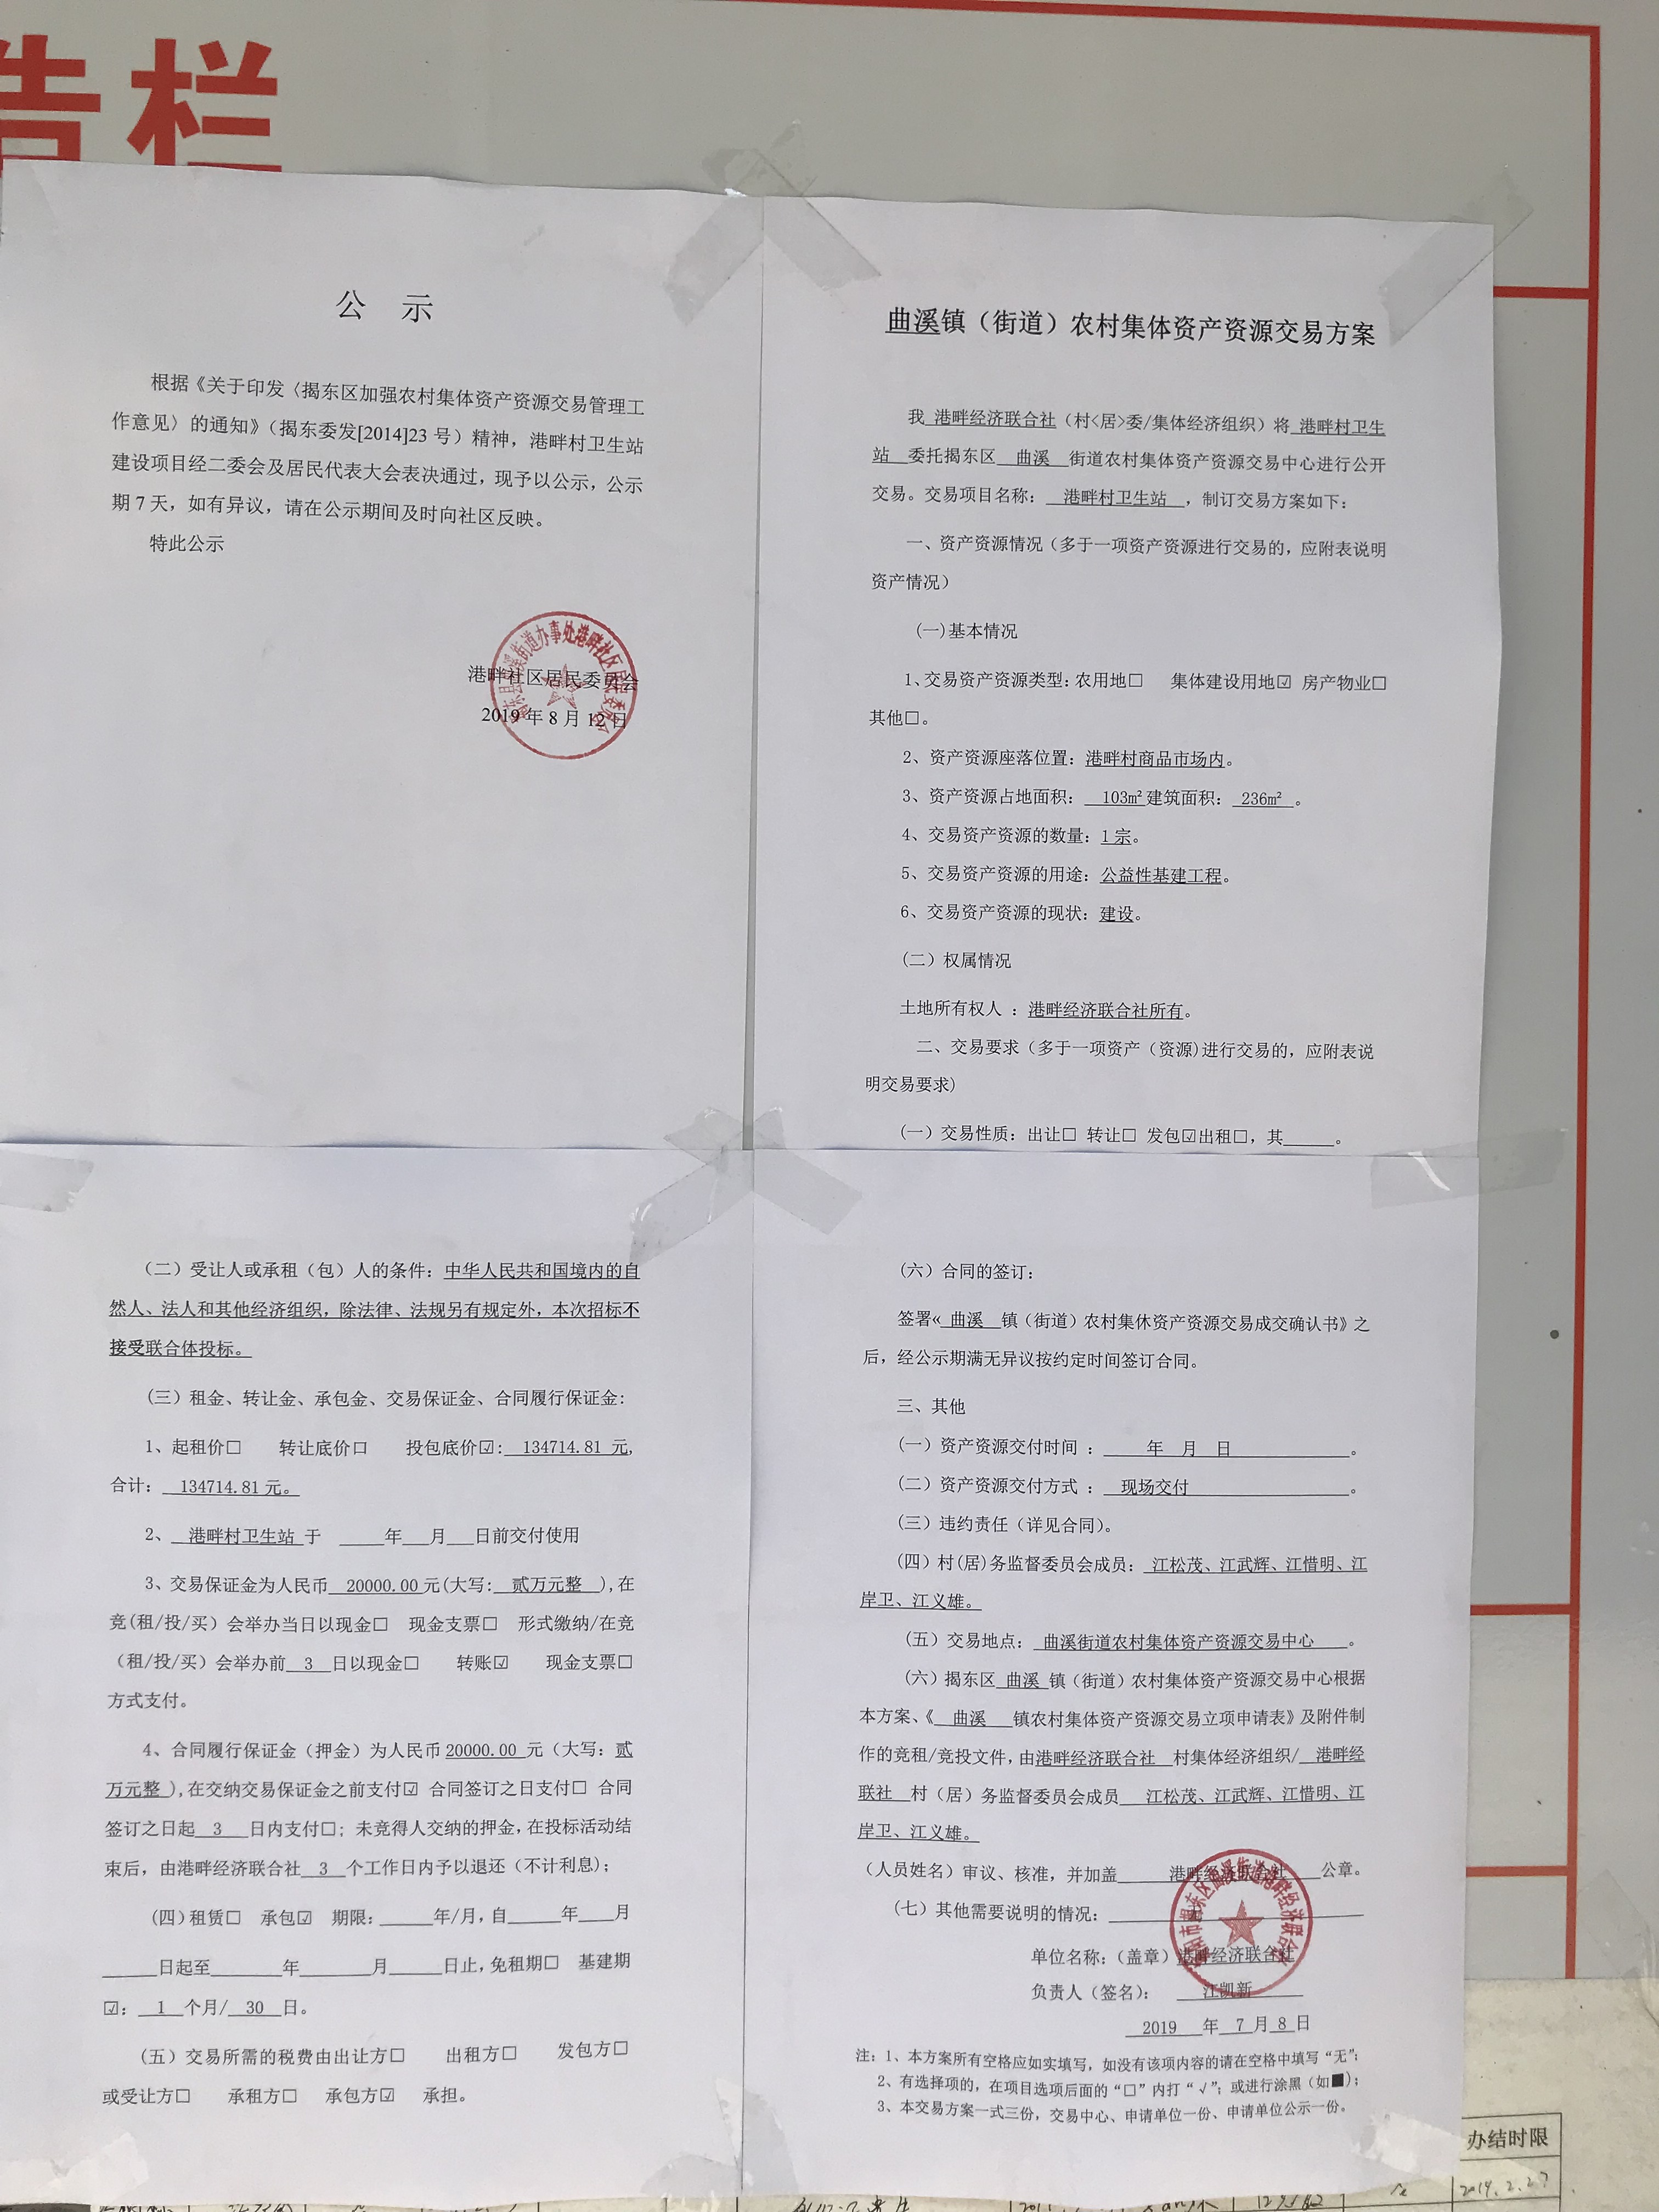 告栏
公 示
根据《关于印发〈揭东区加强农村集体资产资源交易管理工
作意见〉的通知》（揭东委发[2014]23 号）精神，港畔村卫生站
建设项目经二委会及居民代表大会表决通过，现予以公示，公示
期 7 天，如有异议，请在公示期间及时向社区反映。
特此公示
港畔社区居民委员会
2019 年 8 月 12 日
曲溪镇（街道）农村集体资产资源交易方案
我 港畔经济联合社（村<居>委/集体经济组织）将 港畔村卫生
站 委托揭东区 曲溪 街道农村集体资产资源交易中心进行公开
交易。交易项目名称： 港畔村卫生站 ，制订交易方案如下：
一、资产资源情况（多于一项资产资源进行交易的，应附表说明
资产情况）
(一)基本情况
1、交易资产资源类型：农用地□ 集体建设用地☑ 房产物业□
其他□。
2、资产资源座落位置：港畔村商品市场内。
3、资产资源占地面积： 103㎡ 建筑面积： 236㎡ 。
4、交易资产资源的数量：1 宗。
5、交易资产资源的用途：公益性基建工程。
6、交易资产资源的现状：建设。
(二）权属情况
土地所有权人 ：港畔经济联合社所有。
二、交易要求（多于一项资产（资源)进行交易的，应附表说
明交易要求)
(一）交易性质：出让□ 转让□ 发包☑出租□，其_____。
（二）受让人或承租（包）人的条件：中华人民共和国境内的自
然人、法人和其他经济组织，除法律、法规另有规定外，本次招标不
接受联合体投标。
(三）租金、转让金、承包金、交易保证金、合同履行保证金：
1、起租价□ 转让底价□ 投包底价☑： 134714.81 元，
合计： 134714.81 元。
2、 港畔村卫生站 于 _____年___月___日前交付使用
3、交易保证金为人民币 20000.00 元(大写： 贰万元整 ),在
竞(租/投/买）会举办当日以现金□ 现金支票□ 形式缴纳/在竞
（租/投/买）会举办前 3 日以现金□ 转账☑ 现金支票□
方式支付。
4、合同履行保证金（押金）为人民币 20000.00 元（大写：贰
万元整 ),在交纳交易保证金之前支付☑ 合同签订之日支付□ 合同
签订之日起 3 日内支付□；未竞得人交纳的押金，在投标活动结
束后，由港畔经济联合社 3 个工作日内予以退还（不计利息）；
(四)租赁□ 承包☑ 期限：_____年/月，自_____年___月
_____日起至______年______月_____日止，免租期□ 基建期
☑： 1 个月/ 30 日。
(五）交易所需的税费由出让方□ 出租方□ 发包方□
或受让方□ 承租方□ 承包方☑ 承担。
(六）合同的签订：
签署《 曲溪 镇（街道）农村集休资产资源交易成交确认书》之
后，经公示期满无异议按约定时间签订合同。
三、其他
(一）资产资源交付时间 ： 年 月 日 。
(二）资产资源交付方式 ： 现场交付 。
(三）违约责任（详见合同）。
(四）村(居)务监督委员会成员： 江松茂、江武辉、江惜明、江
岸卫、江义雄。
(五）交易地点： 曲溪街道农村集体资产资源交易中心 。
(六）揭东区 曲溪 镇（街道）农村集体资产资源交易中心根据
本方案、《 曲溪 镇农村集体资产资源交易立项申请表》及附件制
作的竞租/竞投文件，由港畔经济联合社 村集体经济组织/ 港畔经
联社 村（居）务监督委员会成员 江松茂、江武辉、江惜明、江
岸卫、江义雄。
（人员姓名）审议、核准，并加盖 港畔经济联合社 公章。
(七）其他需要说明的情况：
单位名称：（盖章）港畔经济联合社
负责人（签名）： 江凯新
2019 年 7 月 8 日
注：1、本方案所有空格应如实填写，如没有该项内容的请在空格中填写“无”；
2、有选择项的，在项目选项后面的“□”内打“√”；或进行涂黑（如■）；
3、本交易方案一式三份，交易中心、申请单位一份、申请单位公示一份。
办结时限
2019.2.27